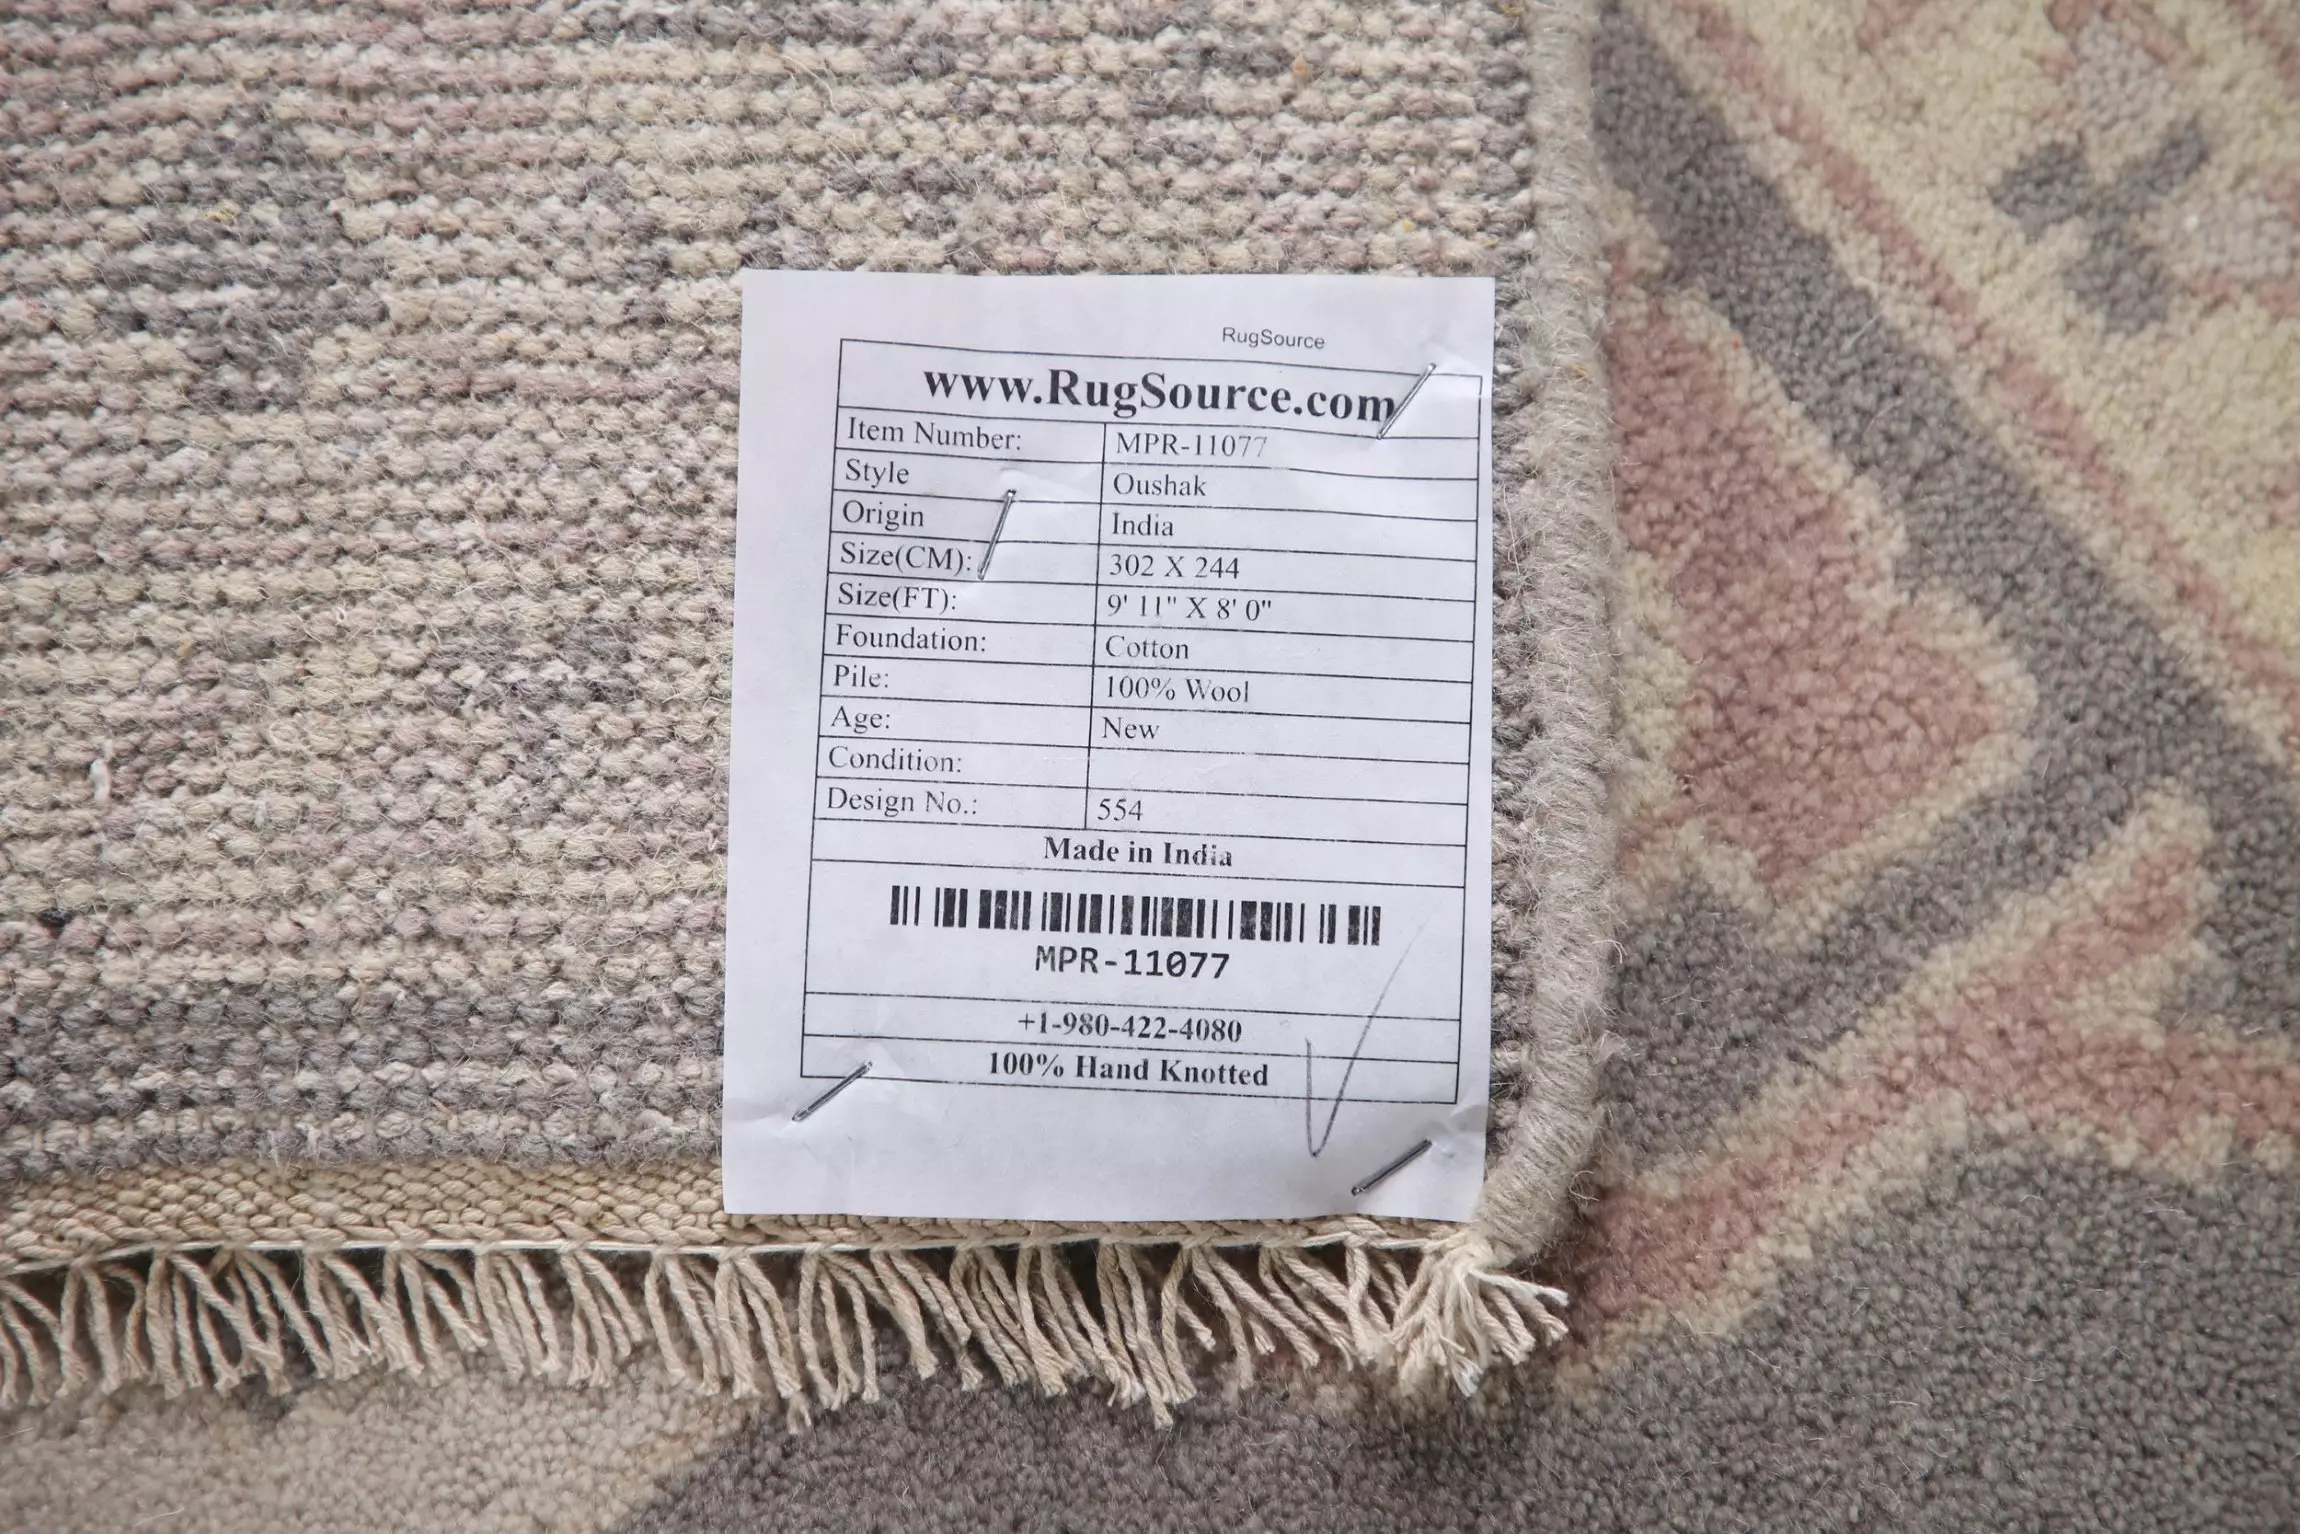 RugSource
www.RugSource.com
Item Number: MPR-11077
Style Oushak
Origin India
Size(CM): 302 X 244
Size(FT): 9' 11" X 8' 0"
Foundation: Cotton
Pile: 100% Wool
Age: New
Condition:
Design No.: 554
Made in India
MPR-11077
+1-980-422-4080
100% Hand Knotted